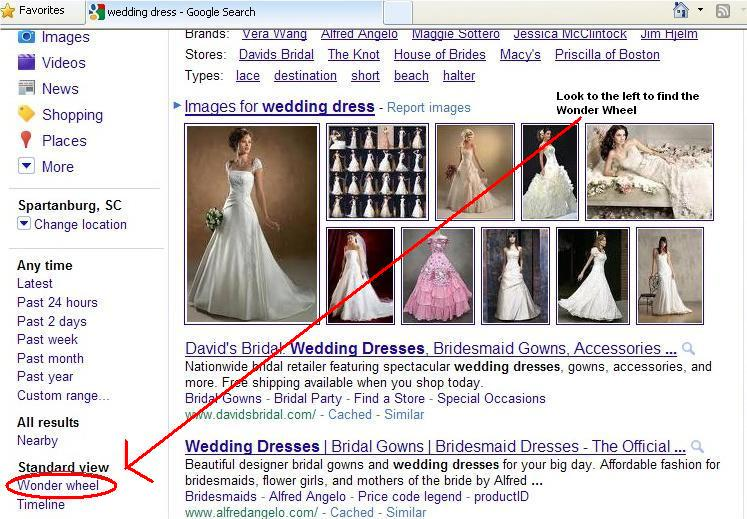 Favorites
wedding dress - Google Search
Images
Videos
News
Shopping
Places
More
Spartanburg, SC
Change location
Any time
Latest
Past 24 hours
Past 2 days
Past week
Past month
Past year
Custom range...
All results
Nearby
Standard view
Wonder wheel
Timeline
Brands: Vera Wang Alfred Angelo Maggie Sottero Jessica McClintock Jim Hjelm
Stores: Davids Bridal The Knot House of Brides Macy's Priscilla of Boston
Types: lace destination short beach halter
Images for wedding dress - Report images
Look to the left to find the
Wonder Wheel
David's Bridal: Wedding Dresses, Bridesmaid Gowns, Accessories ...
Nationwide bridal retailer featuring spectacular wedding dresses, gowns, accessories, and
more. Free shipping available when you shop today.
Bridal Gowns - Bridal Party - Find a Store - Special Occasions
www.davidsbridal.com/ - Cached - Similar
Wedding Dresses | Bridal Gowns | Bridesmaid Dresses - The Official ...
Beautiful designer bridal gowns and wedding dresses for your big day. Affordable fashion for
bridesmaids, flower girls, and mothers of the bride by Alfred ...
Bridesmaids - Alfred Angelo - Price code legend - productID
www.alfredangelo.com/ - Cached - Similar